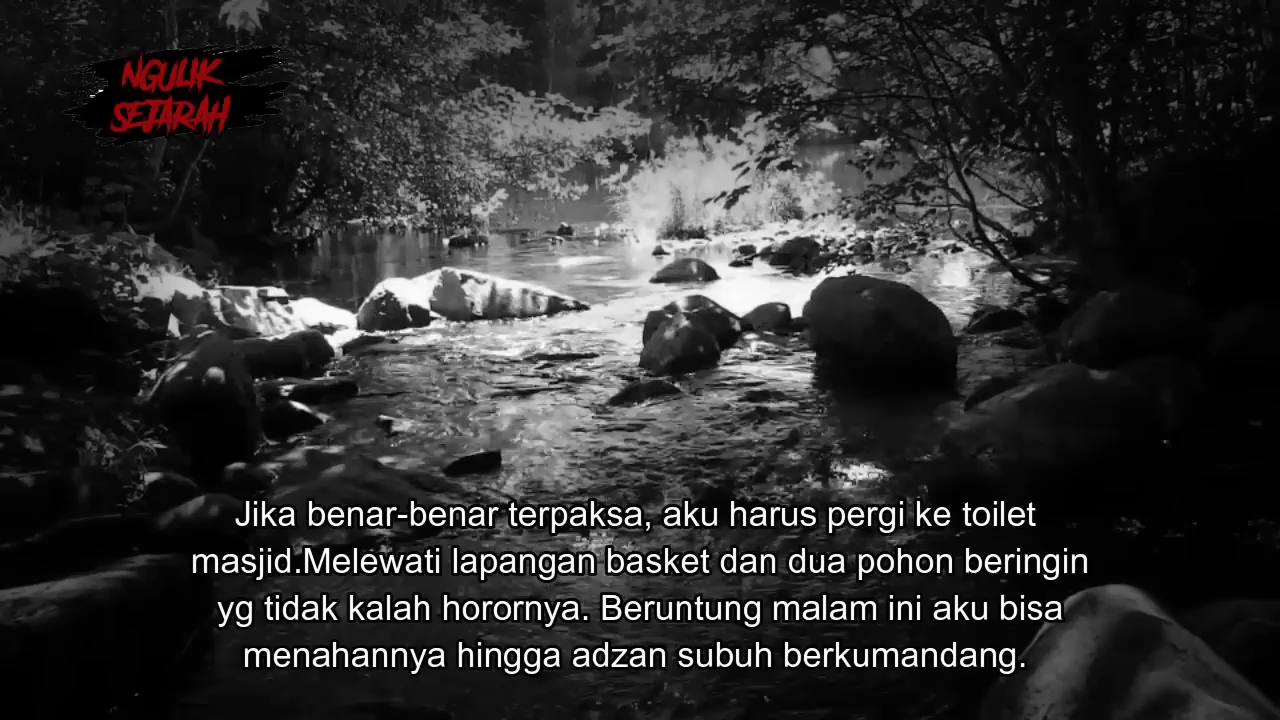 NGULIK
SEJARAH
Jika benar-benar terpaksa, aku harus pergi ke toilet
masjid.Melewati lapangan basket dan dua pohon beringin
yg tidak kalah horornya. Beruntung malam ini aku bisa
menahannya hingga adzan subuh berkumandang.